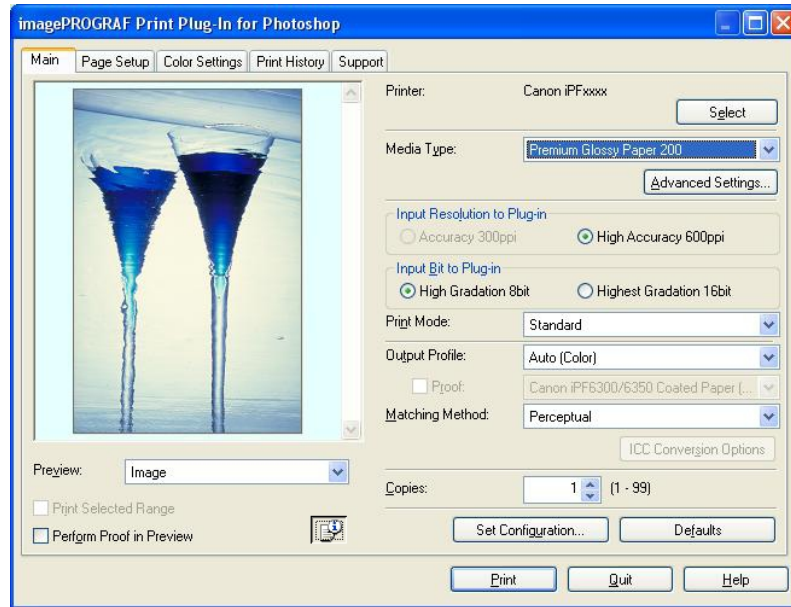 imagePROGRAF Print Plug-In for Photoshop
Main Page Setup Color Settings Print History Support
Printer: Canon iPFxxxx
Select
Media Type: Premium Glossy Paper 200
Advanced Settings...
Input Resolution to Plug-in
Accuracy 300ppi High Accuracy 600ppi
Input Bit to Plug-in
High Gradation 8bit Highest Gradation 16bit
Print Mode: Standard
Output Profile: Auto (Color)
Proof: Canon iPF6300/6350 Coated Paper (...
Matching Method: Perceptual
ICC Conversion Options
Preview: Image
Copies: 1 (1 - 99)
Print Selected Range
Perform Proof in Preview
Set Configuration... Defaults
Print Quit Help